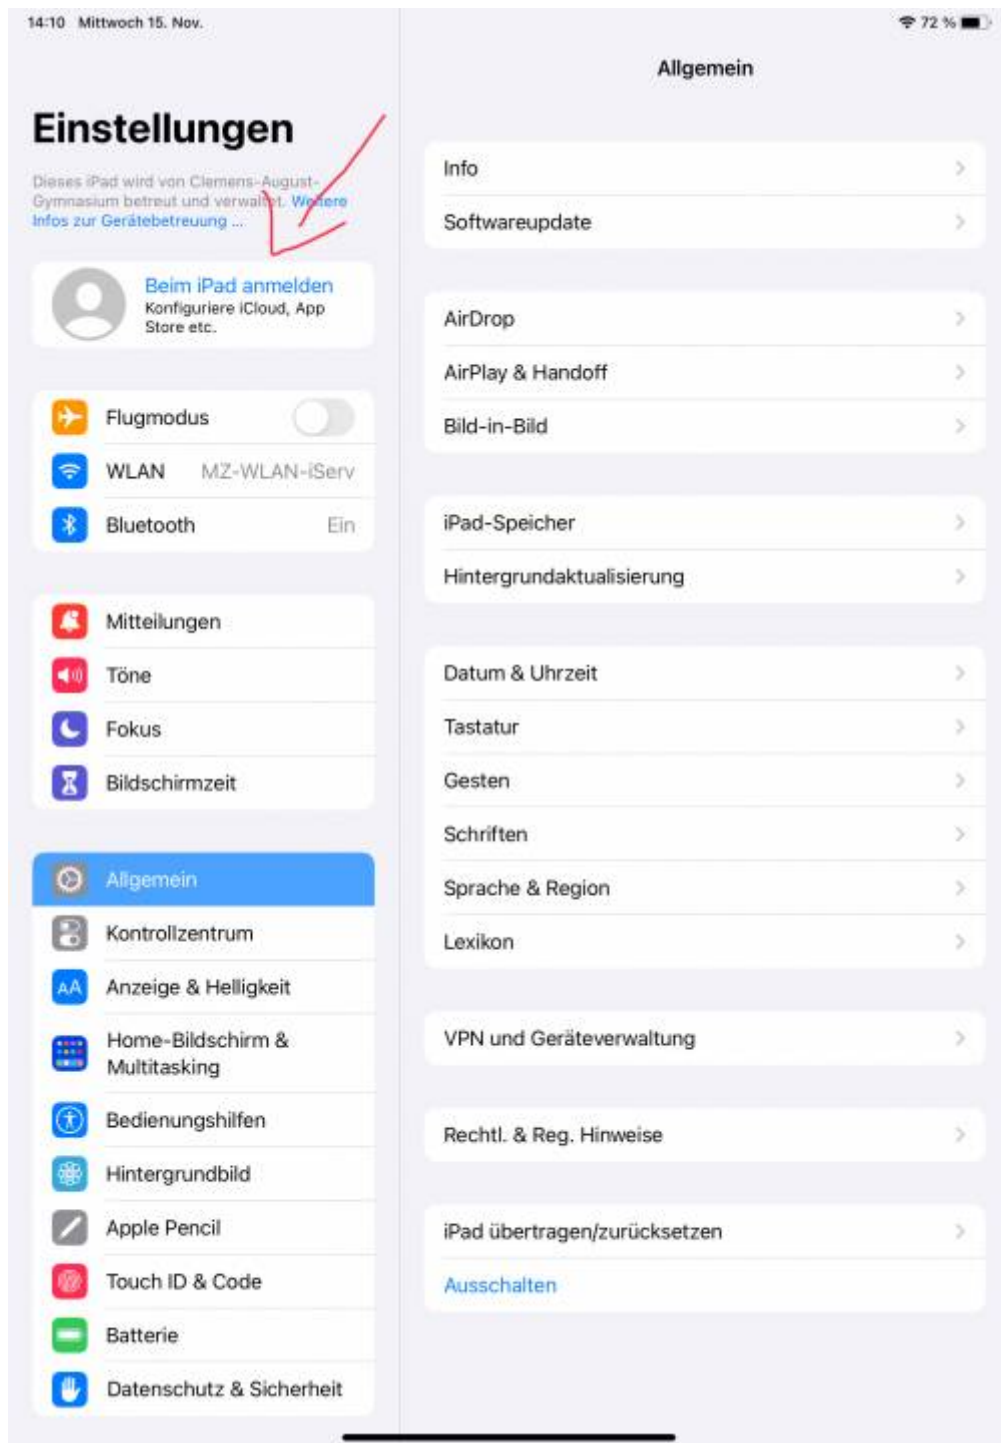 14:10 Mittwoch 15. Nov.
72 %
Einstellungen
Dieses iPad wird von Clemens-August-
Gymnasium betreut und verwaltet. Weitere
Infos zur Gerätebetreuung ...
Beim iPad anmelden
Konfiguriere iCloud, App
Store etc.
Flugmodus
WLAN MZ-WLAN-iServ
Bluetooth Ein
Mitteilungen
Töne
Fokus
Bildschirmzeit
Allgemein
Kontrollzentrum
AA Anzeige & Helligkeit
Home-Bildschirm &
Multitasking
Bedienungshilfen
Hintergrundbild
Apple Pencil
Touch ID & Code
Batterie
Datenschutz & Sicherheit
Allgemein
Info
Softwareupdate
AirDrop
AirPlay & Handoff
Bild-in-Bild
iPad-Speicher
Hintergrundaktualisierung
Datum & Uhrzeit
Tastatur
Gesten
Schriften
Sprache & Region
Lexikon
VPN und Geräteverwaltung
Rechtl. & Reg. Hinweise
iPad übertragen/zurücksetzen
Ausschalten